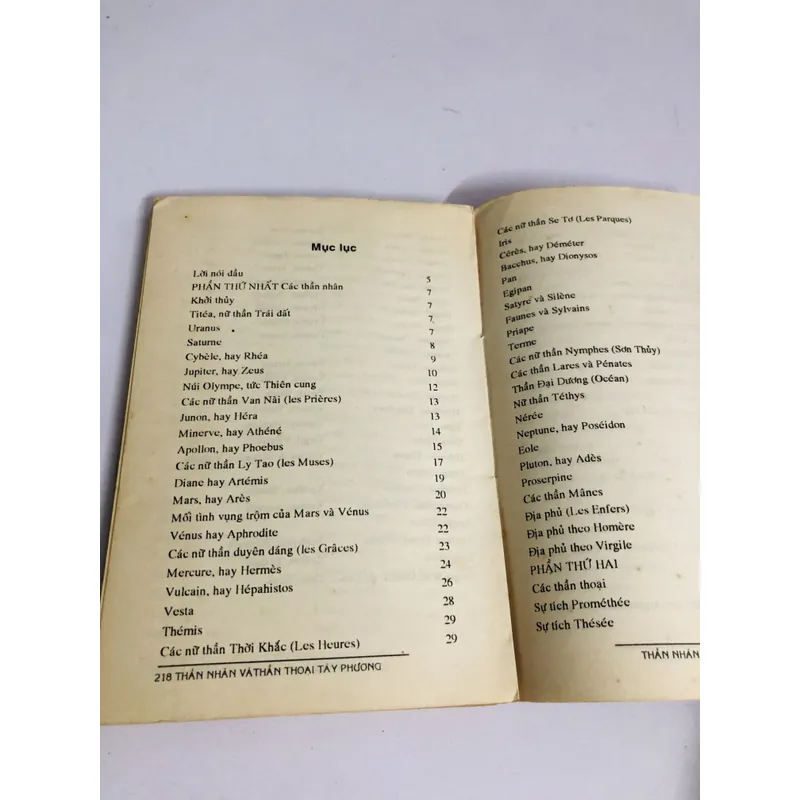 Mục lục
Lời nói đầu 5
PHẦN THỨ NHẤT Các thần nhân 7
Khởi thủy 7
Titéa, nữ thần Trái đất 7
Uranus 7
Saturne 8
Cybèle, hay Rhéa 9
Jupiter, hay Zeus 10
Núi Olympe, tức Thiên cung 12
Các nữ thần Van Nài (les Prières) 13
Junon, hay Héra 13
Minerve, hay Athéné 14
Apollon, hay Phoebus 15
Các nữ thần Ly Tao (les Muses) 17
Diane hay Artémis 19
Mars, hay Arès 20
Mối tình vụng trộm của Mars và Vénus 22
Vénus hay Aphrodite 22
Các nữ thần duyên dáng (les Grâces) 23
Mercure, hay Hermès 24
Vulcain, hay Hépahistos 26
Vesta 28
Thémis 29
Các nữ thần Thời Khắc (Les Heures) 29
218 THẦN NHÂN VÀ THẦN THOẠI TÂY PHƯƠNG
Các nữ thần Se Tơ (Les Parques)
Iris
Cérès, hay Déméter
Bacchus, hay Dionysos
Pan
Egipan
Satyre và Silène
Faunes và Sylvains
Priape
Terme
Các nữ thần Nymphes (Sơn Thủy)
Các thần Lares và Pénates
Thần Đại Dương (Océan)
Nữ thần Téthys
Nérée
Neptune, hay Poséidon
Eole
Pluton, hay Adès
Proserpine
Các thần Mânes
Địa phủ (Les Enfers)
Địa phủ theo Homère
Địa phủ theo Virgile
PHẦN THỨ HAI
Các thần thoại
Sự tích Prométhée
Sự tích Thésée
THẦN NHÂN